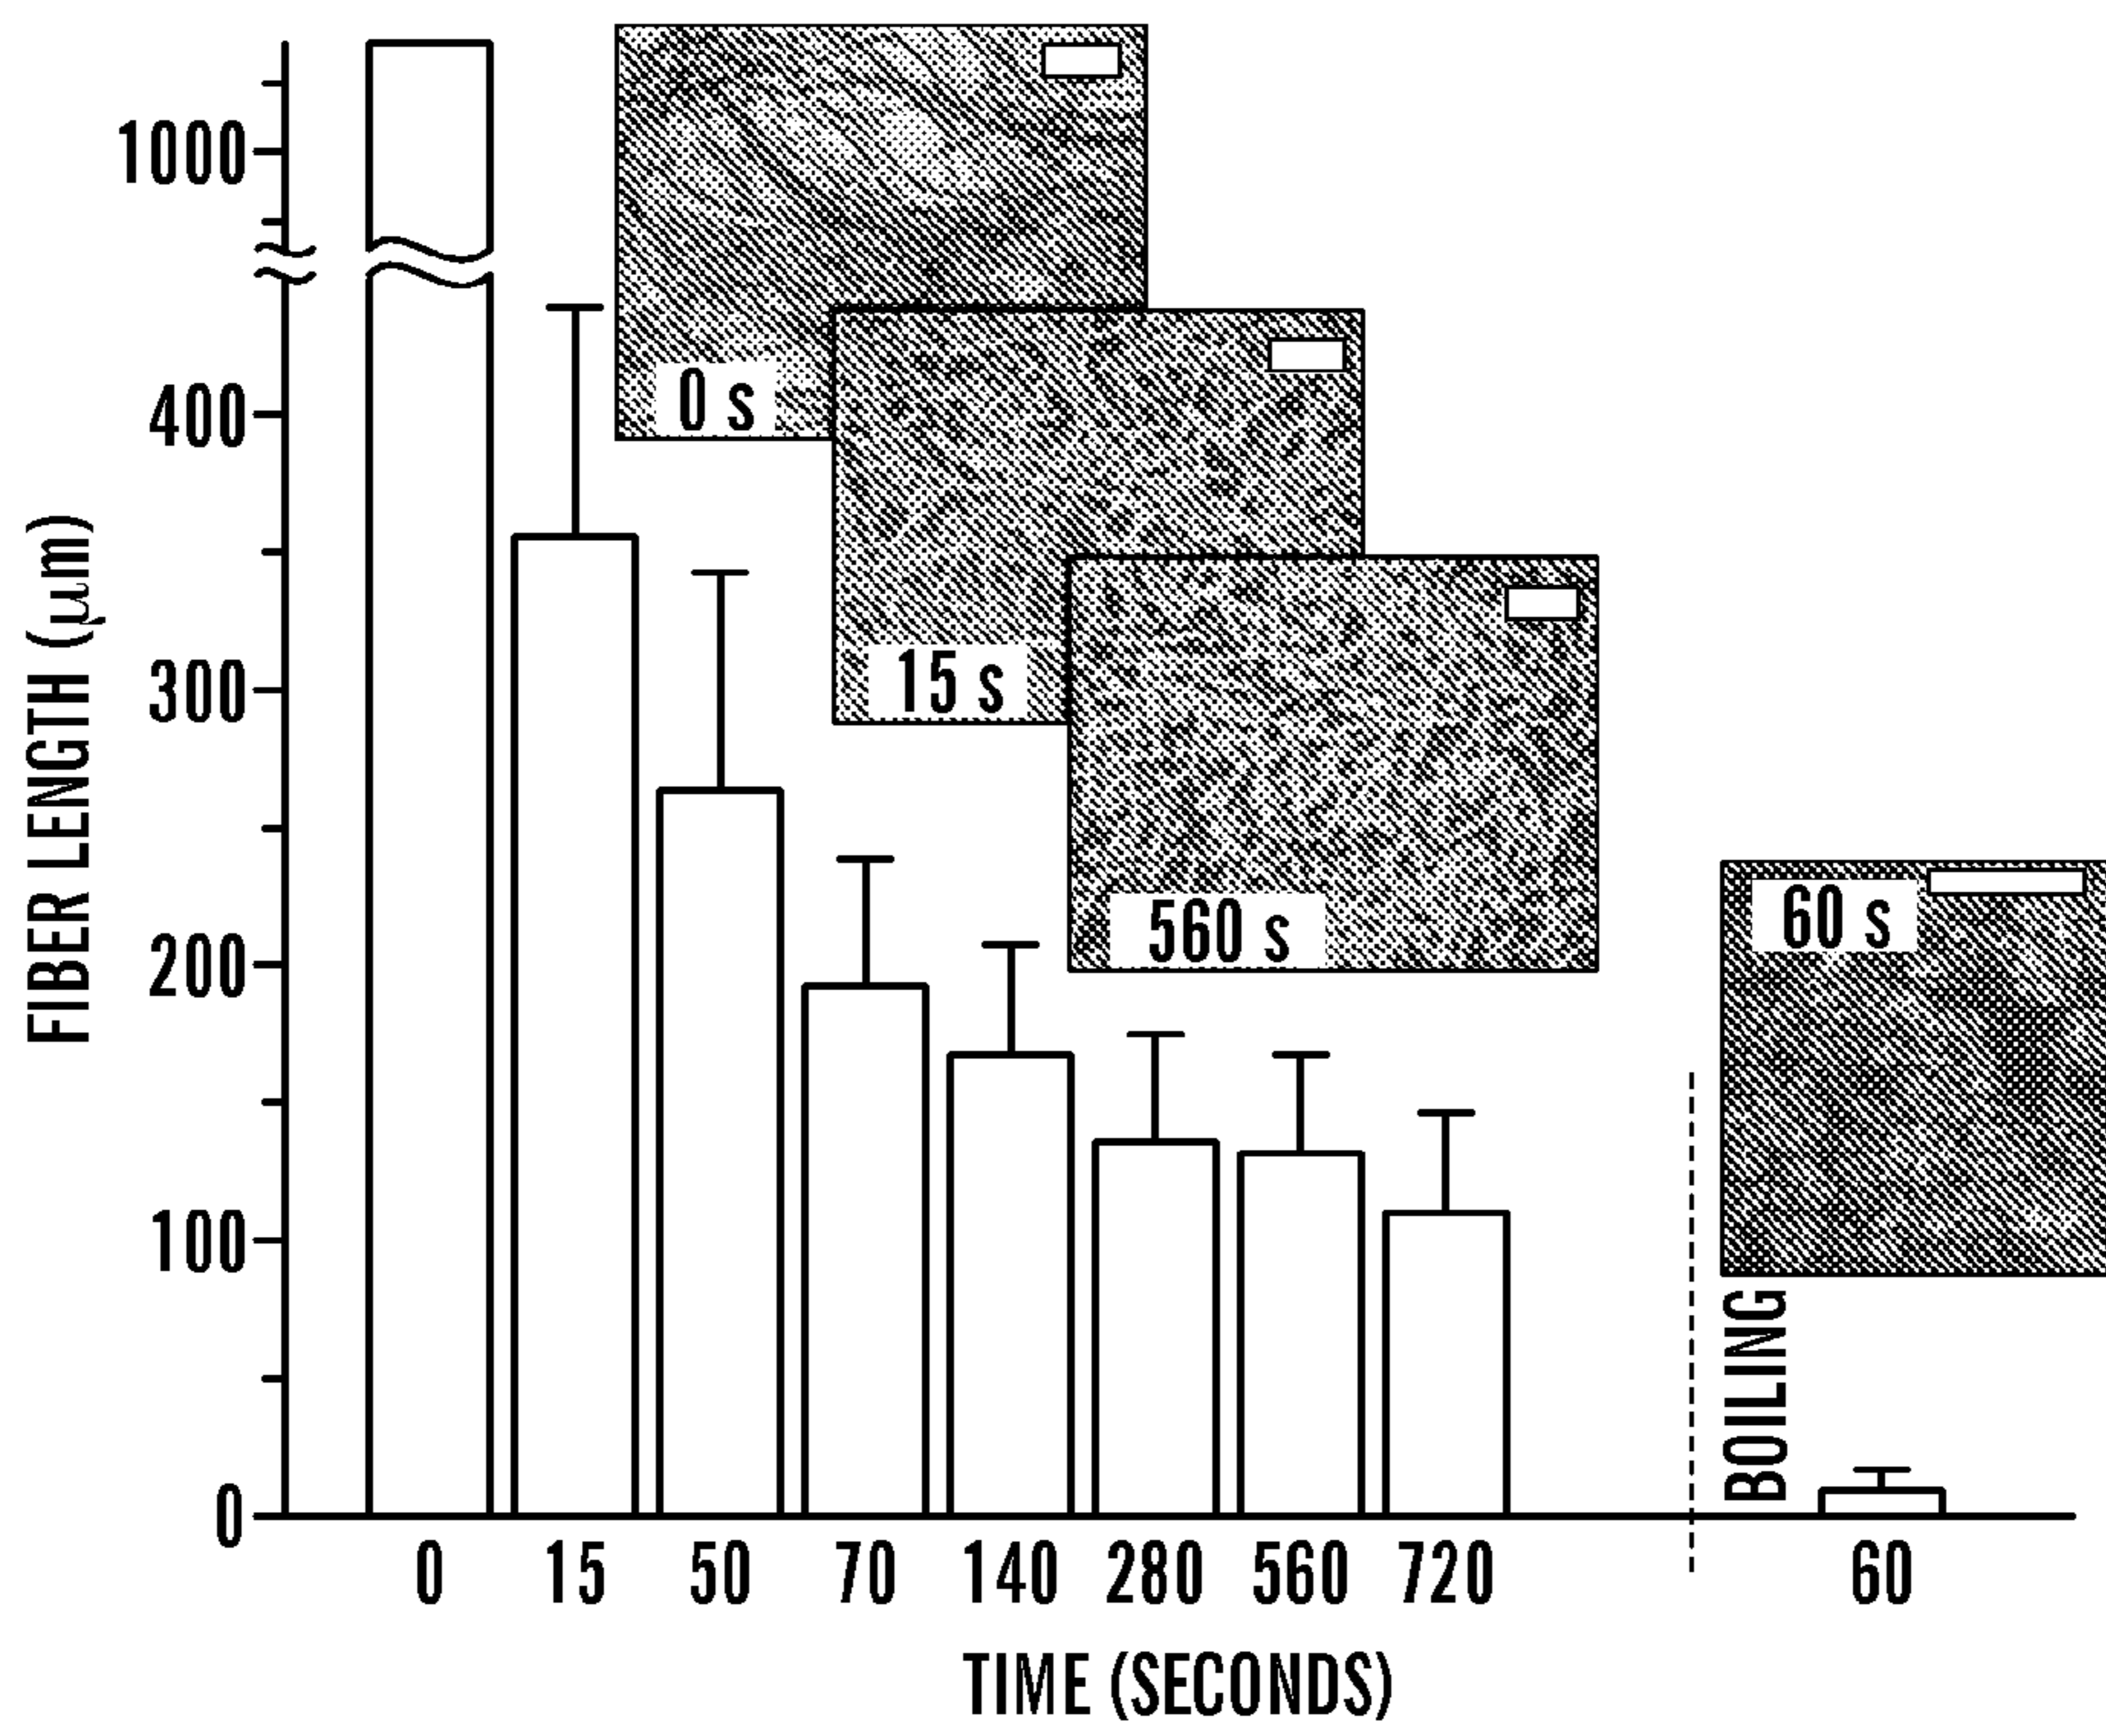 FIBER LENGTH (μm)
1000
400
300
200
100
0
0 s
15 s
560 s
60 s
BOILING
0 15 50 70 140 280 560 720 60
TIME (SECONDS)